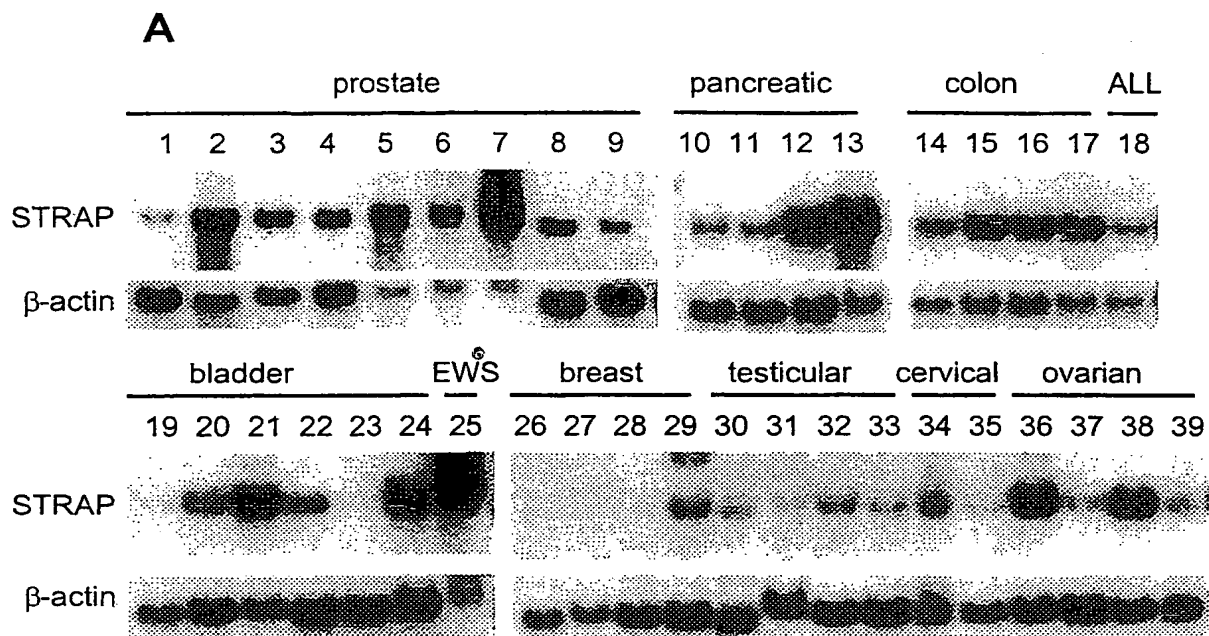 A
prostate pancreatic colon ALL
1 2 3 4 5 6 7 8 9 10 11 12 13 14 15 16 17 18
STRAP
β-actin
bladder EWS breast testicular cervical ovarian
19 20 21 22 23 24 25 26 27 28 29 30 31 32 33 34 35 36 37 38 39
STRAP
β-actin